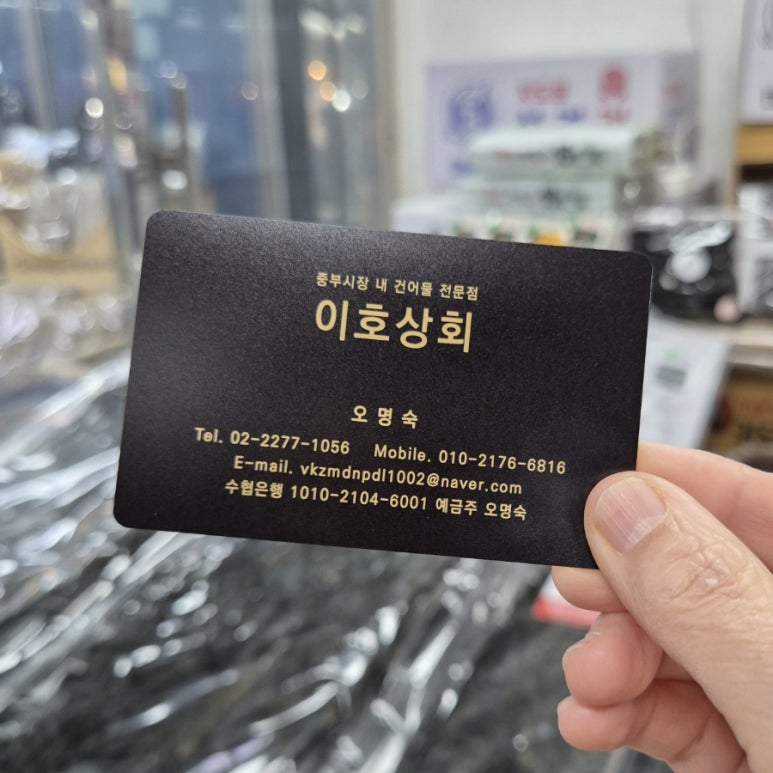 중부시장 내 건어물 전문점
이호상회
오명숙
Tel. 02-2277-1056 Mobile. 010-2176-6816
E-mail. vkzmdnpdl1002@naver.com
수협은행 1010-2104-6001 예금주 오명숙